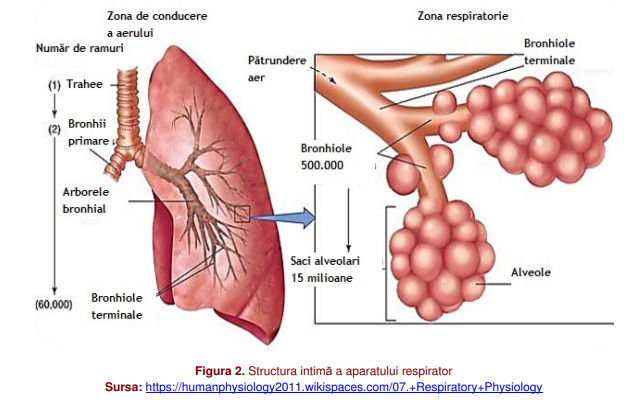 Zona de conducere
a aerului
Număr de ramuri
(1) Trahee
(2) Bronhii
primare
Arborele
bronhial
(60,000)
Bronhiole
terminale
Zona respiratorie
Pătrundere
aer
Bronhiole
terminale
Bronhiole
500.000
Saci alveolari
15 milioane
Alveole
Figura 2. Structura intimă a aparatului respirator
Sursa: https://humanphysiology2011.wikispaces.com/07.+Respiratory+Physiology